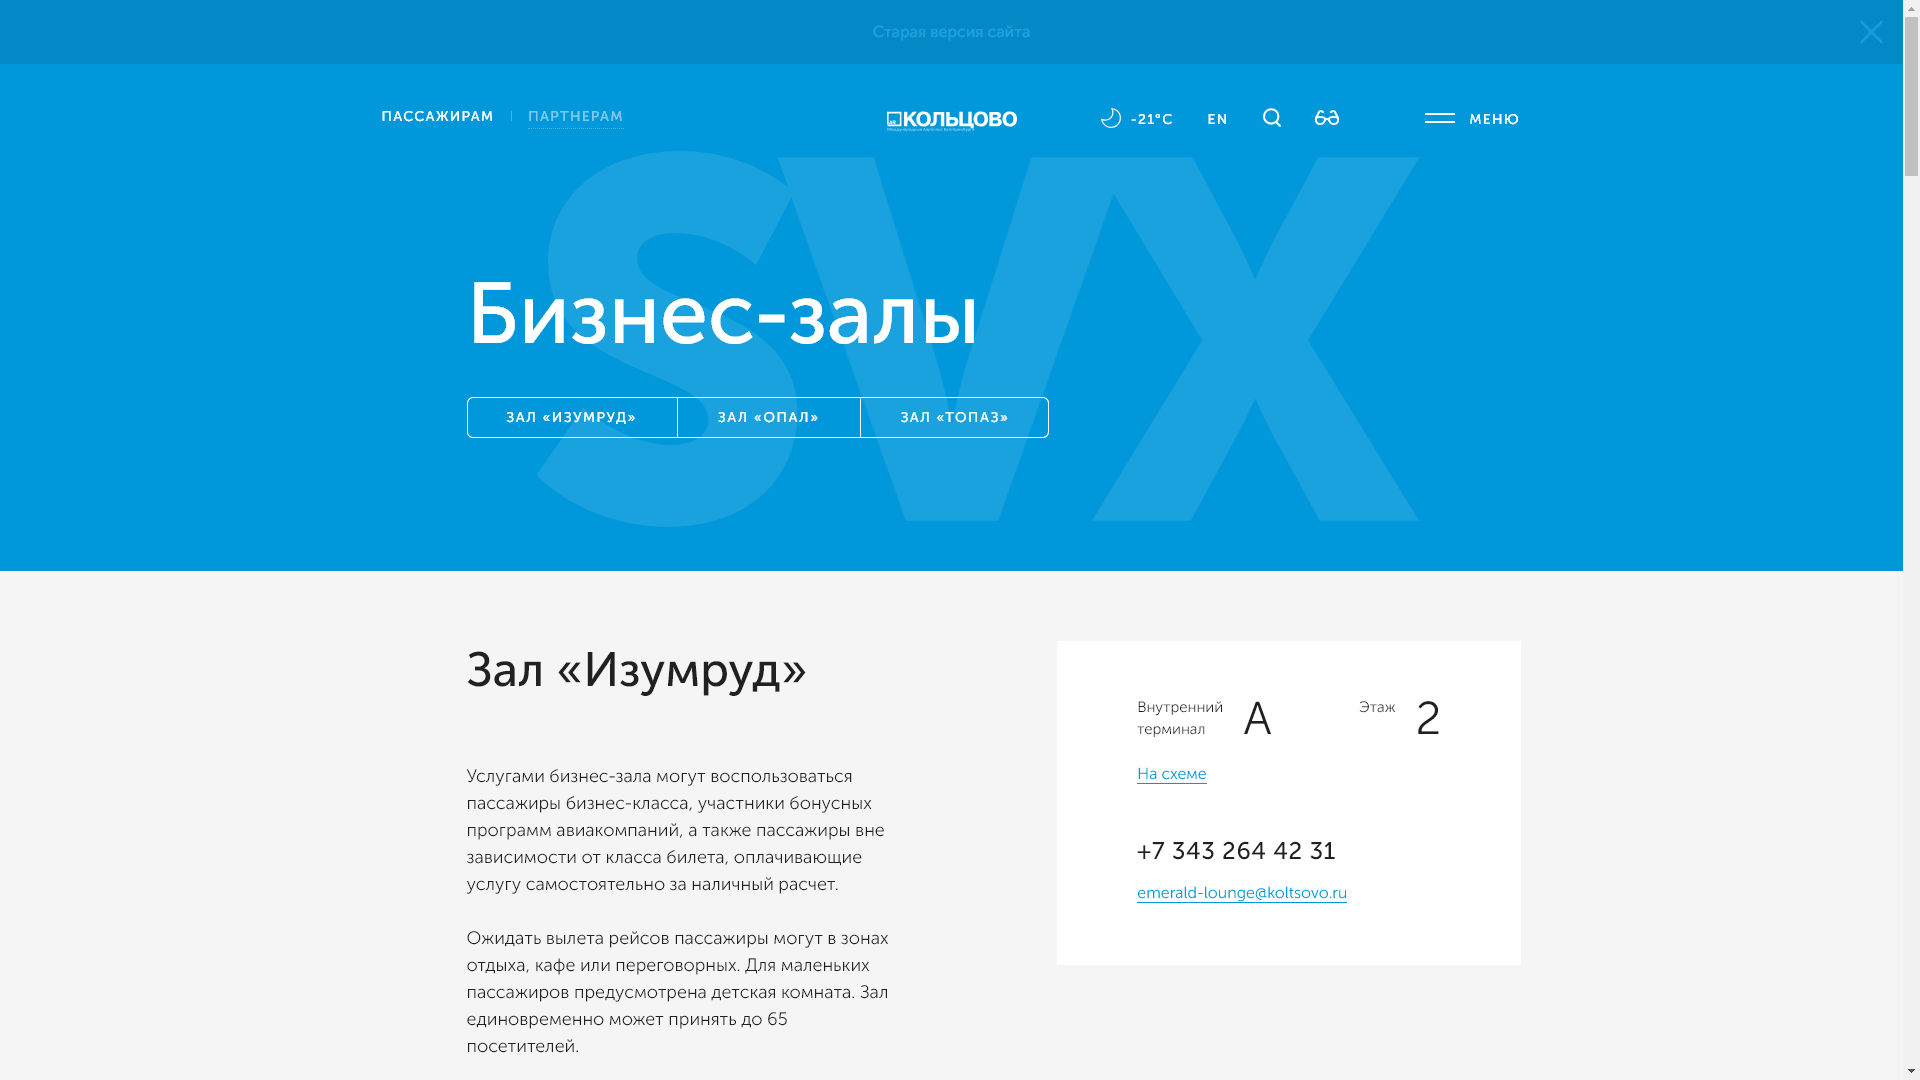 Старая версия сайта
ПАССАЖИРАМ
ПАРТНЕРАМ
КОЛЬЦОВО
-21°C
EN
МЕНЮ
SVX
Бизнес-залы
ЗАЛ «ИЗУМРУД»
ЗАЛ «ОПАЛ»
ЗАЛ «ТОПАЗ»
Зал «Изумруд»
Услугами бизнес-зала могут воспользоваться
пассажиры бизнес-класса, участники бонусных
программ авиакомпаний, а также пассажиры вне
зависимости от класса билета, оплачивающие
услугу самостоятельно за наличный расчет.
Ожидать вылета рейсов пассажиры могут в зонах
отдыха, кафе или переговорных. Для маленьких
пассажиров предусмотрена детская комната. Зал
единовременно может принять до 65
посетителей.
Внутренний
терминал
A
Этаж
2
На схеме
+7 343 264 42 31
emerald-lounge@koltsovo.ru